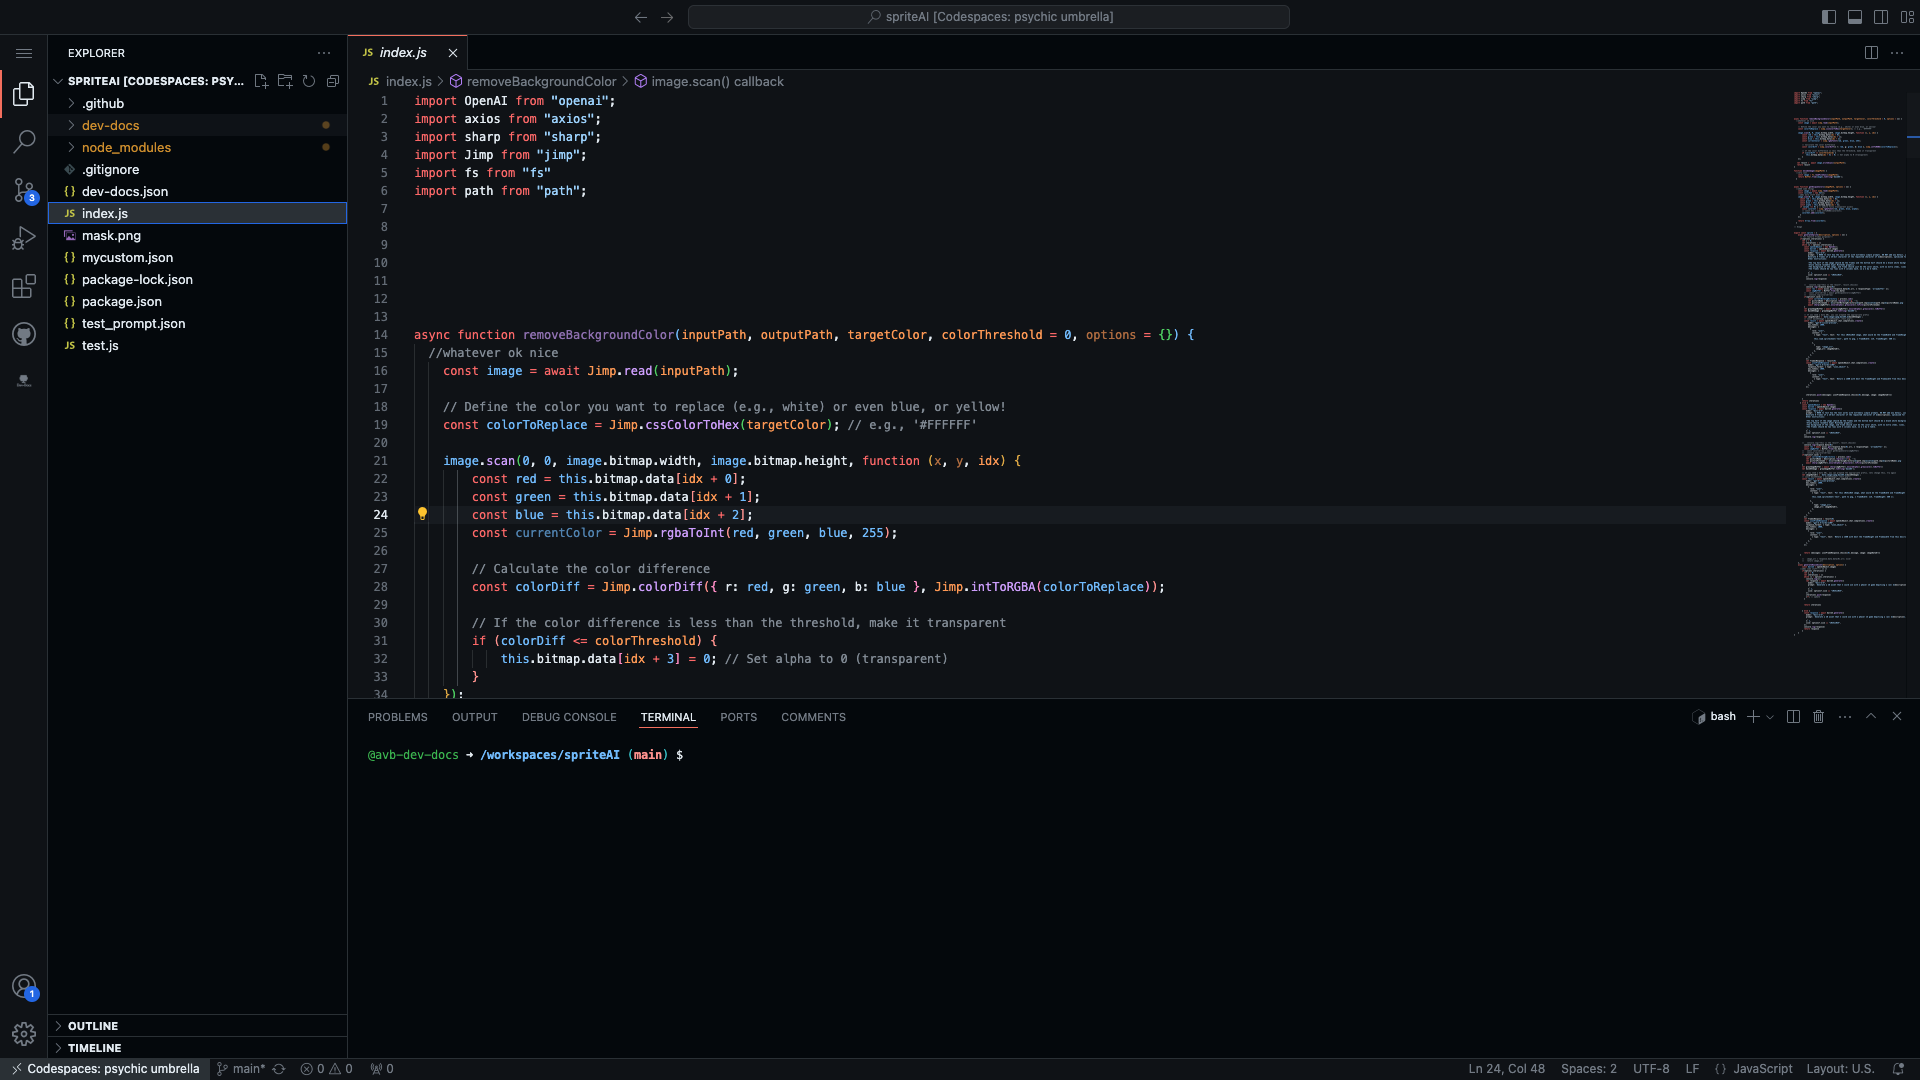 spriteAI [Codespaces: psychic umbrella]
EXPLORER
SPRITEAI [CODESPACES: PSY...
.github
dev-docs
node_modules
.gitignore
dev-docs.json
index.js
mask.png
mycustom.json
package-lock.json
package.json
test_prompt.json
test.js
3
1
OUTLINE
TIMELINE
JS index.js
JS index.js > removeBackgroundColor > image.scan() callback
1 import OpenAI from "openai";
2 import axios from "axios";
3 import sharp from "sharp";
4 import Jimp from "jimp";
5 import fs from "fs"
6 import path from "path";
7
8
9
10
11
12
13
14 async function removeBackgroundColor(inputPath, outputPath, targetColor, colorThreshold = 0, options = {}) {
15 //whatever ok nice
16 const image = await Jimp.read(inputPath);
17
18 // Define the color you want to replace (e.g., white) or even blue, or yellow!
19 const colorToReplace = Jimp.cssColorToHex(targetColor); // e.g., '#FFFFFF'
20
21 image.scan(0, 0, image.bitmap.width, image.bitmap.height, function (x, y, idx) {
22 const red = this.bitmap.data[idx + 0];
23 const green = this.bitmap.data[idx + 1];
24 const blue = this.bitmap.data[idx + 2];
25 const currentColor = Jimp.rgbaToInt(red, green, blue, 255);
26
27 // Calculate the color difference
28 const colorDiff = Jimp.colorDiff({ r: red, g: green, b: blue }, Jimp.intToRGBA(colorToReplace));
29
30 // If the color difference is less than the threshold, make it transparent
31 if (colorDiff <= colorThreshold) {
32 this.bitmap.data[idx + 3] = 0; // Set alpha to 0 (transparent)
33 }
34 });
PROBLEMS OUTPUT DEBUG CONSOLE TERMINAL PORTS COMMENTS
bash
@avb-dev-docs ➜ /workspaces/spriteAI (main) $
Codespaces: psychic umbrella main* 0 0 0
Ln 24, Col 48 Spaces: 2 UTF-8 LF {} JavaScript Layout: U.S.